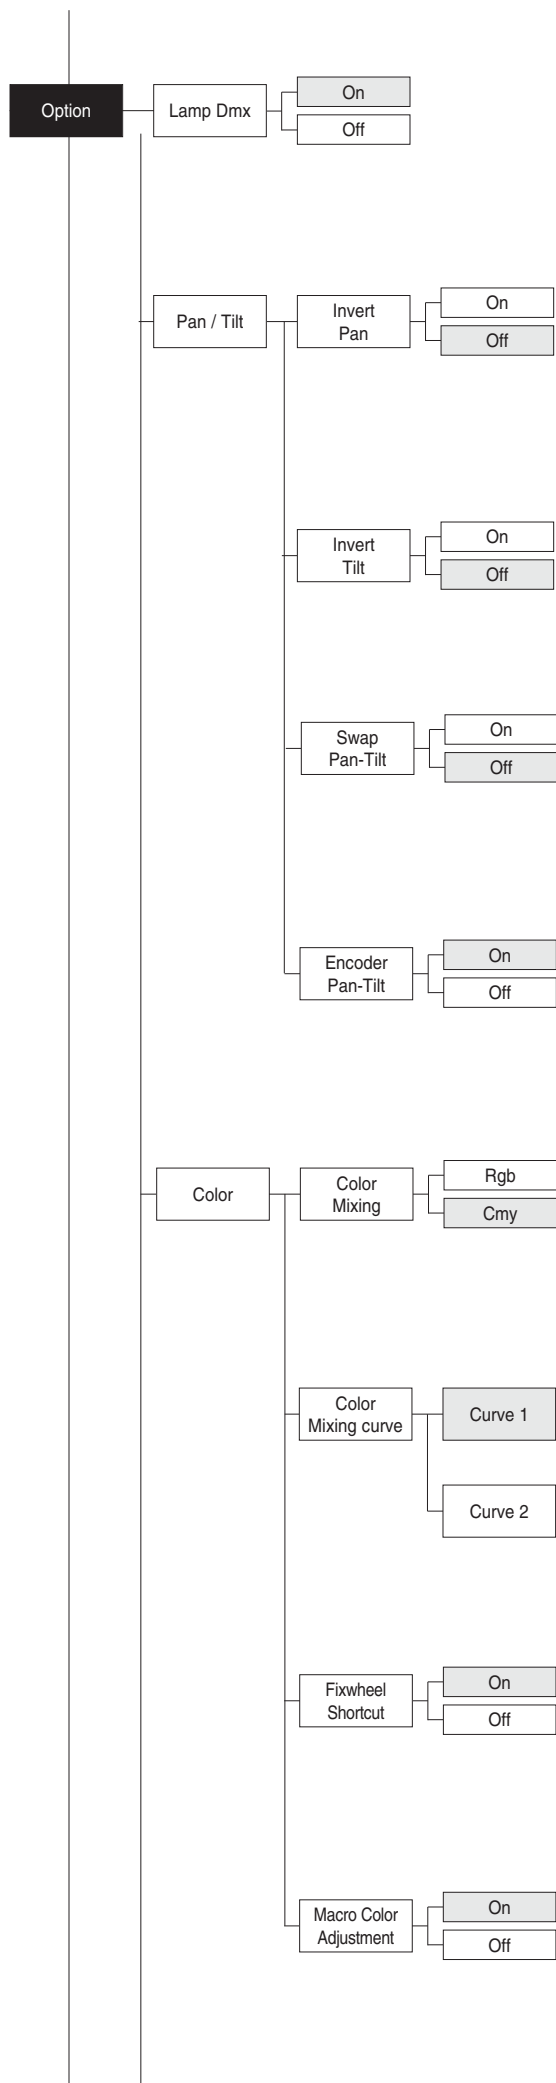 Option
Lamp Dmx
On
Off
Pan / Tilt
Invert
Pan
On
Off
Invert
Tilt
On
Off
Swap
Pan-Tilt
On
Off
Encoder
Pan-Tilt
On
Off
Color
Color
Mixing
Rgb
Cmy
Color
Mixing curve
Curve 1
Curve 2
Fixwheel
Shortcut
On
Off
Macro Color
Adjustment
On
Off